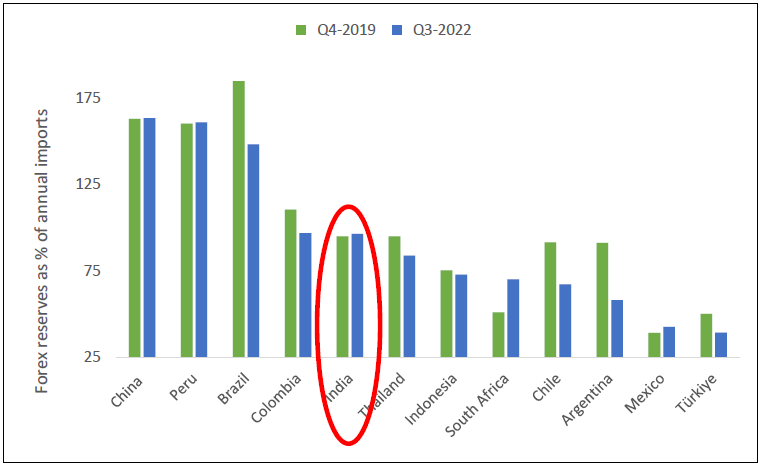 Q4-2019 Q3-2022
Forex reserves as % of annual imports
175
125
75
25
China
Peru
Brazil
Colombia
India
Thailand
Indonesia
South Africa
Chile
Argentina
Mexico
Türkiye